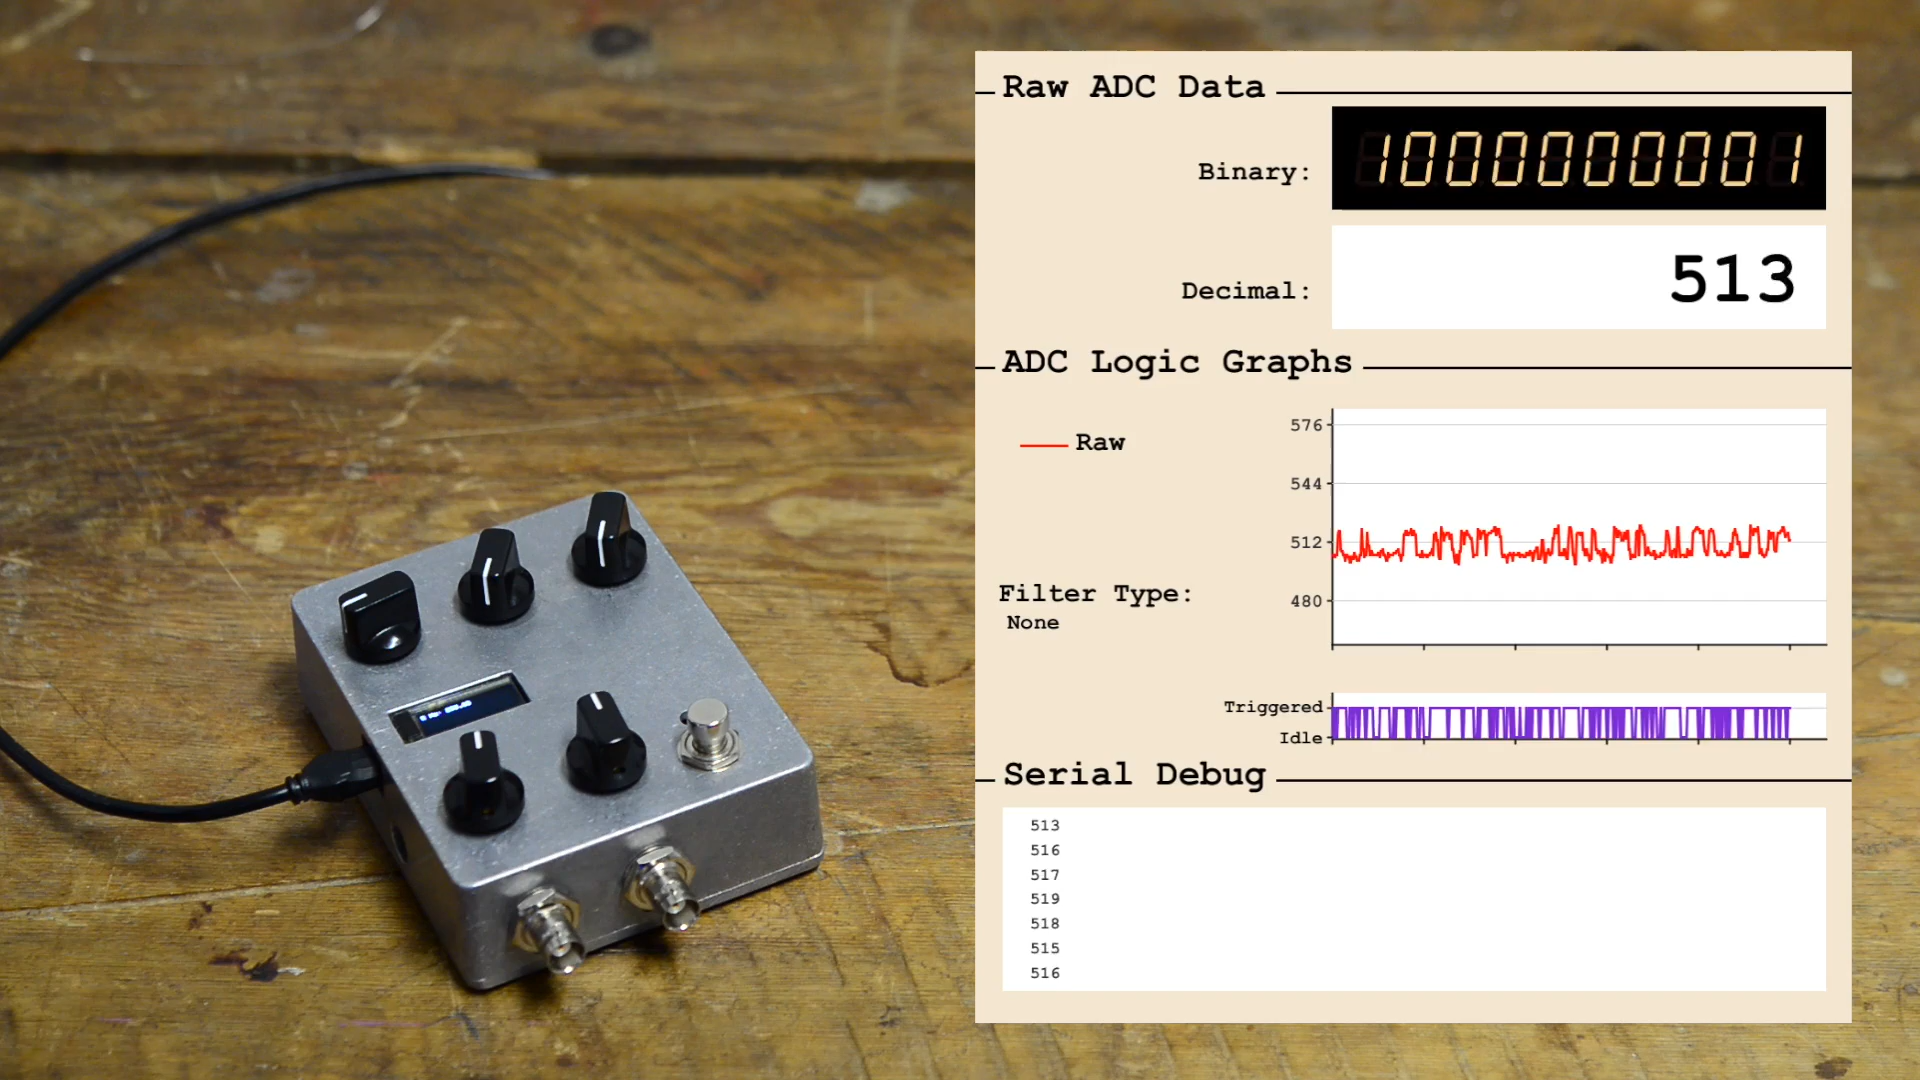 Raw ADC Data
Binary: 1000000001
Decimal: 513
ADC Logic Graphs
Raw
576
544
512
480
Filter Type:
None
Triggered
Idle
Serial Debug
513
516
517
519
518
515
516